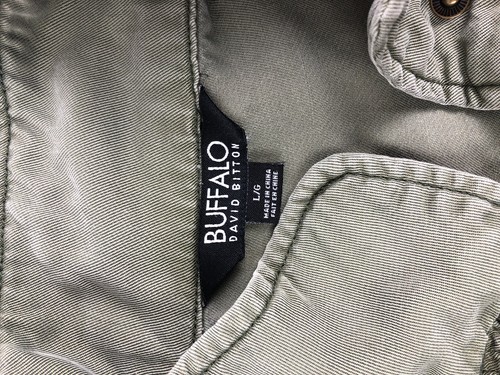 BUFFALO
DAVID BITTON
L/G
MADE IN CHINA
FAIT EN CHINE